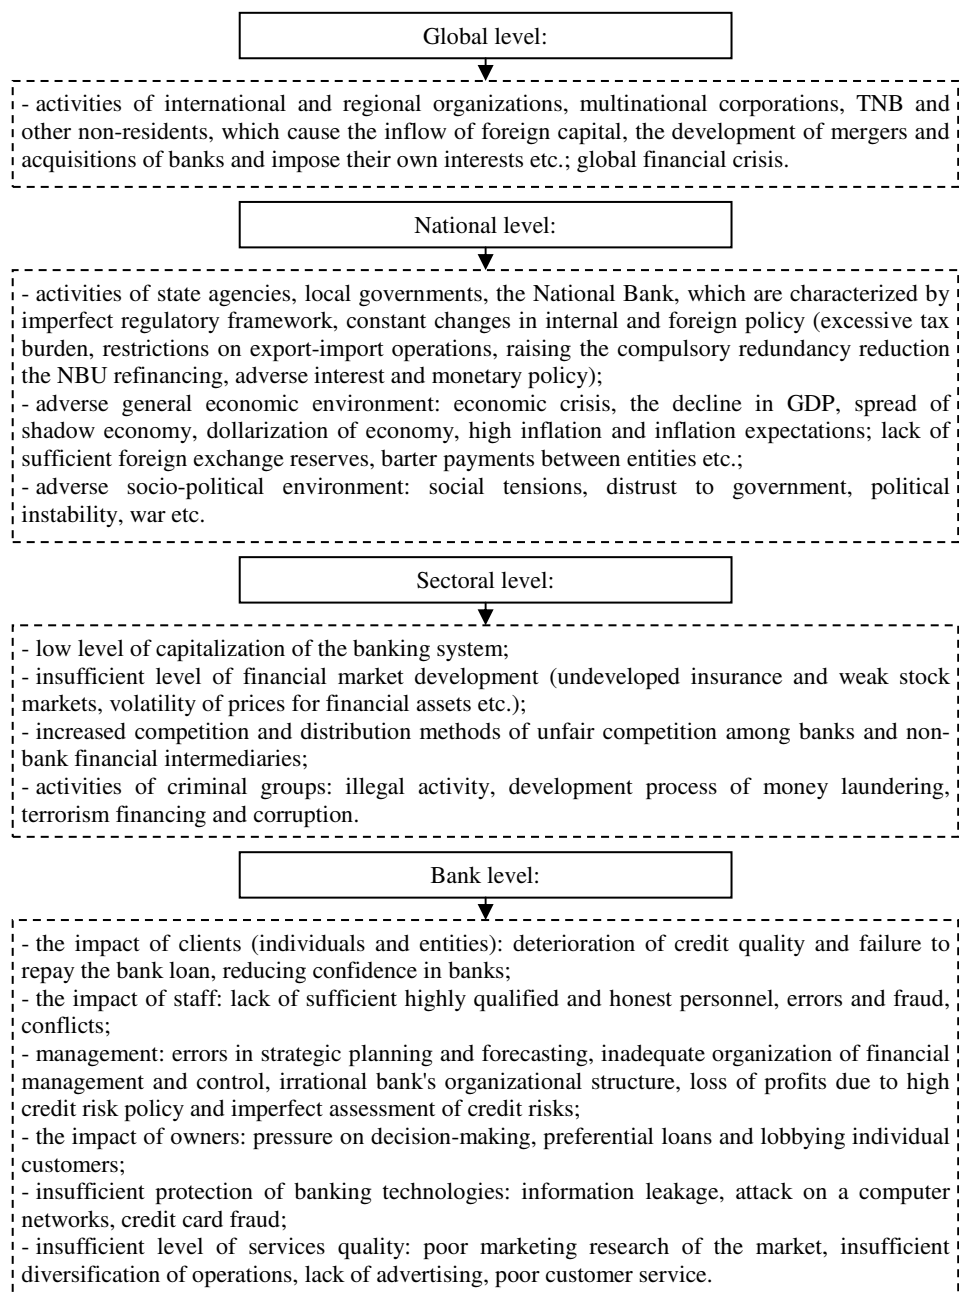 Global level:
- activities of international and regional organizations, multinational corporations, TNB and
other non-residents, which cause the inflow of foreign capital, the development of mergers and
acquisitions of banks and impose their own interests etc.; global financial crisis.
National level:
- activities of state agencies, local governments, the National Bank, which are characterized by
imperfect regulatory framework, constant changes in internal and foreign policy (excessive tax
burden, restrictions on export-import operations, raising the compulsory redundancy reduction
the NBU refinancing, adverse interest and monetary policy);
- adverse general economic environment: economic crisis, the decline in GDP, spread of
shadow economy, dollarization of economy, high inflation and inflation expectations; lack of
sufficient foreign exchange reserves, barter payments between entities etc.;
- adverse socio-political environment: social tensions, distrust to government, political
instability, war etc.
Sectoral level:
- low level of capitalization of the banking system;
- insufficient level of financial market development (undeveloped insurance and weak stock
markets, volatility of prices for financial assets etc.);
- increased competition and distribution methods of unfair competition among banks and non-
bank financial intermediaries;
- activities of criminal groups: illegal activity, development process of money laundering,
terrorism financing and corruption.
Bank level:
- the impact of clients (individuals and entities): deterioration of credit quality and failure to
repay the bank loan, reducing confidence in banks;
- the impact of staff: lack of sufficient highly qualified and honest personnel, errors and fraud,
conflicts;
- management: errors in strategic planning and forecasting, inadequate organization of financial
management and control, irrational bank's organizational structure, loss of profits due to high
credit risk policy and imperfect assessment of credit risks;
- the impact of owners: pressure on decision-making, preferential loans and lobbying individual
customers;
- insufficient protection of banking technologies: information leakage, attack on a computer
networks, credit card fraud;
- insufficient level of services quality: poor marketing research of the market, insufficient
diversification of operations, lack of advertising, poor customer service.